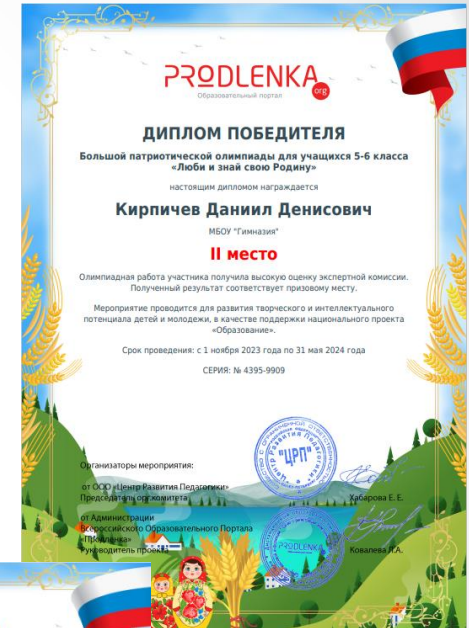 PRODLENKA
.org
Образовательный портал
ДИПЛОМ ПОБЕДИТЕЛЯ
Большой патриотической олимпиады для учащихся 5-6 класса
«Люби и знай свою Родину»
настоящим дипломом награждается
Кирпичев Даниил Денисович
МБОУ "Гимназия"
II место
Олимпиадная работа участника получила высокую оценку экспертной комиссии.
Полученный результат соответствует призовому месту.
Мероприятие проводится для развития творческого и интеллектуального
потенциала детей и молодежи, в качестве поддержки национального проекта
«Образование».
Срок проведения: с 1 ноября 2023 года по 31 мая 2024 года
СЕРИЯ: № 4395-9909
Организаторы мероприятия:
от ООО «Центр Развития Педагогики»
Председатель оргкомитета
Хабарова Е. Е.
"ЦРП"
от Администрации
Всероссийского Образовательного Портала
«Продленка»
Руководитель проекта
Ковалева Л.А.
PRODLENKA